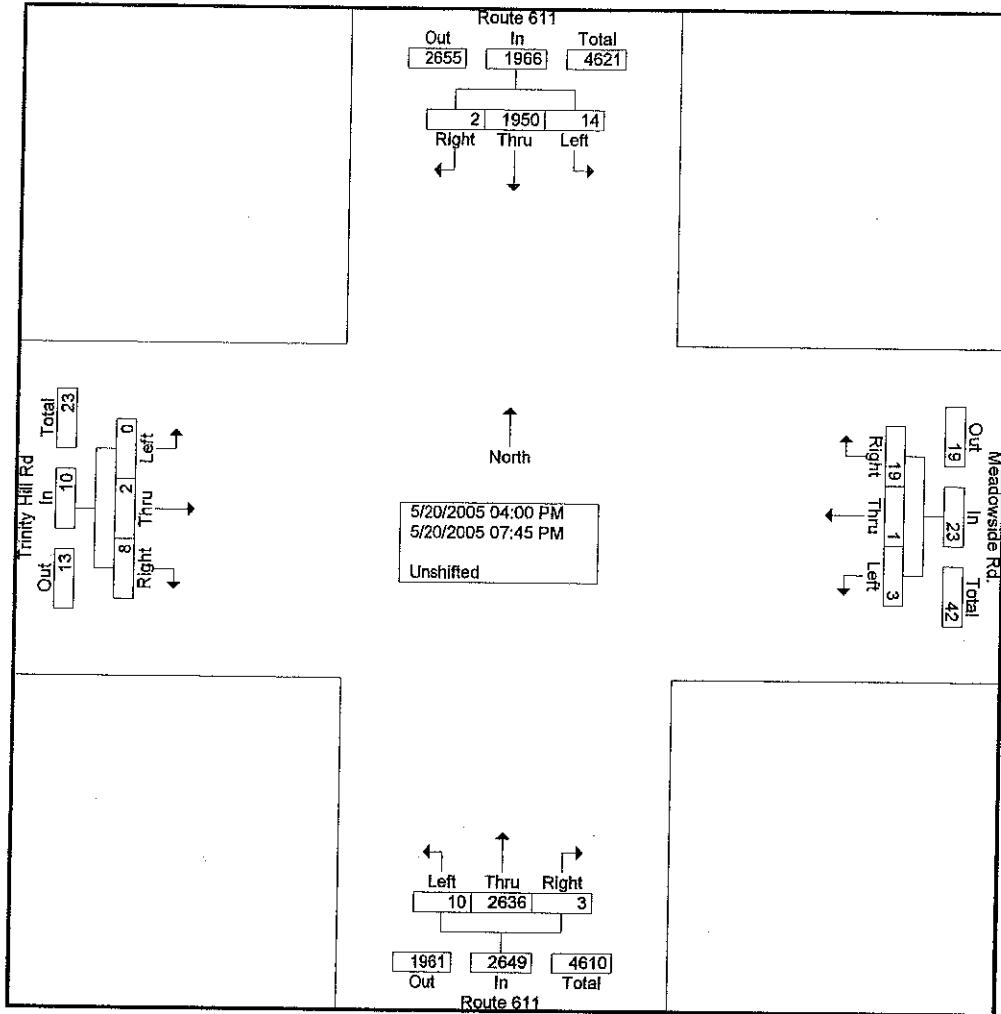 Route 611
Out In Total
2655 1966 4621
2 1950 14
Right Thru Left
Trinity Hill Rd
Total In Out
23 10 13
0 2 8
Left Thru Right
North
5/20/2005 04:00 PM
5/20/2005 07:45 PM
Unshifted
Meadowside Rd.
Out In Total
19 23 42
19 1 3
Right Thru Left
Left Thru Right
10 2636 3
1961 2649 4610
Out In Total
Route 611